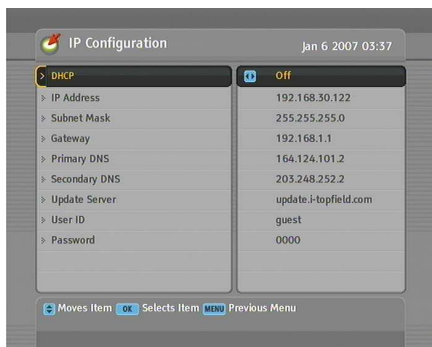 IP Configuration
Jan 6 2007 03:37
DHCP Off
IP Address 192.168.30.122
Subnet Mask 255.255.255.0
Gateway 192.168.1.1
Primary DNS 164.124.101.2
Secondary DNS 203.248.252.2
Update Server update.i-topfield.com
User ID guest
Password 0000
Moves Item OK Selects Item MENU Previous Menu